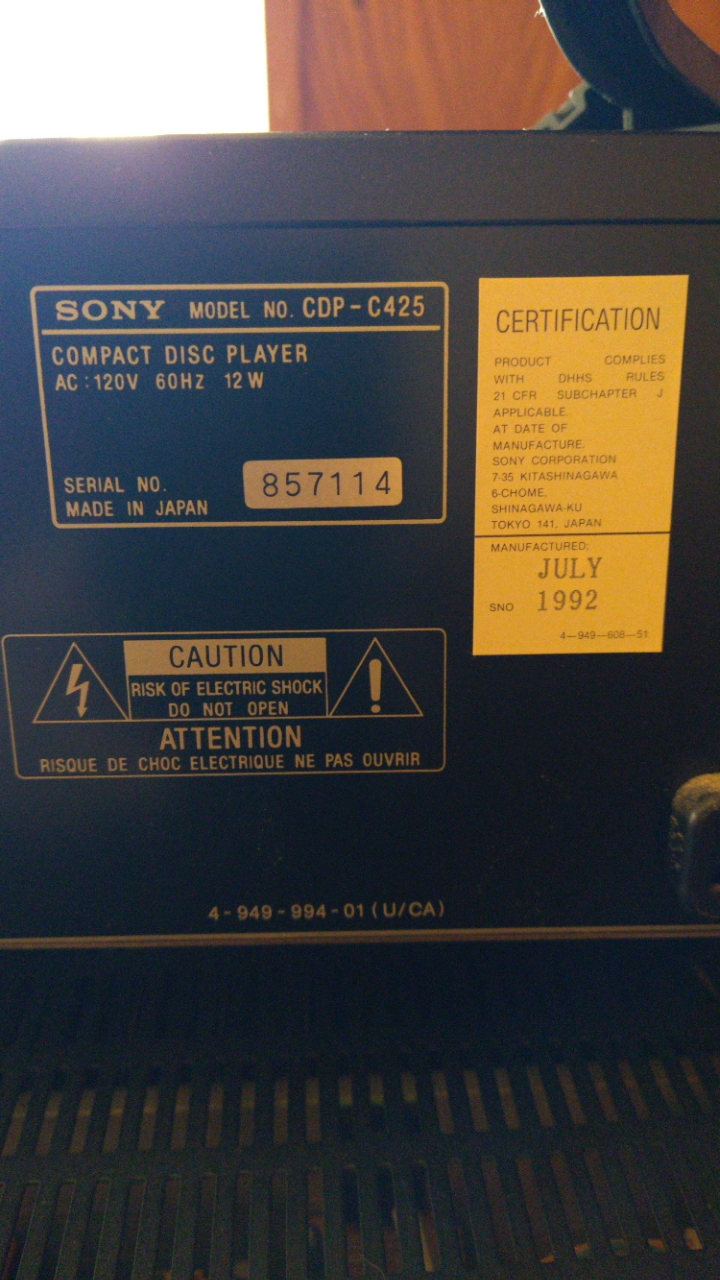 SONY MODEL NO. CDP-C425
COMPACT DISC PLAYER
AC:120V 60Hz 12W
SERIAL NO. 857114
MADE IN JAPAN
CERTIFICATION
PRODUCT COMPLIES
WITH DHHS RULES
21 CFR SUBCHAPTER J
APPLICABLE.
AT DATE OF
MANUFACTURE.
SONY CORPORATION
7-35 KITASHINAGAWA
6-CHOME,
SHINAGAWA-KU
TOKYO 141, JAPAN
MANUFACTURED:
JULY
SNO 1992
4-949-608-51
CAUTION
RISK OF ELECTRIC SHOCK
DO NOT OPEN
ATTENTION
RISQUE DE CHOC ELECTRIQUE NE PAS OUVRIR
4-949-994-01 (U/CA)